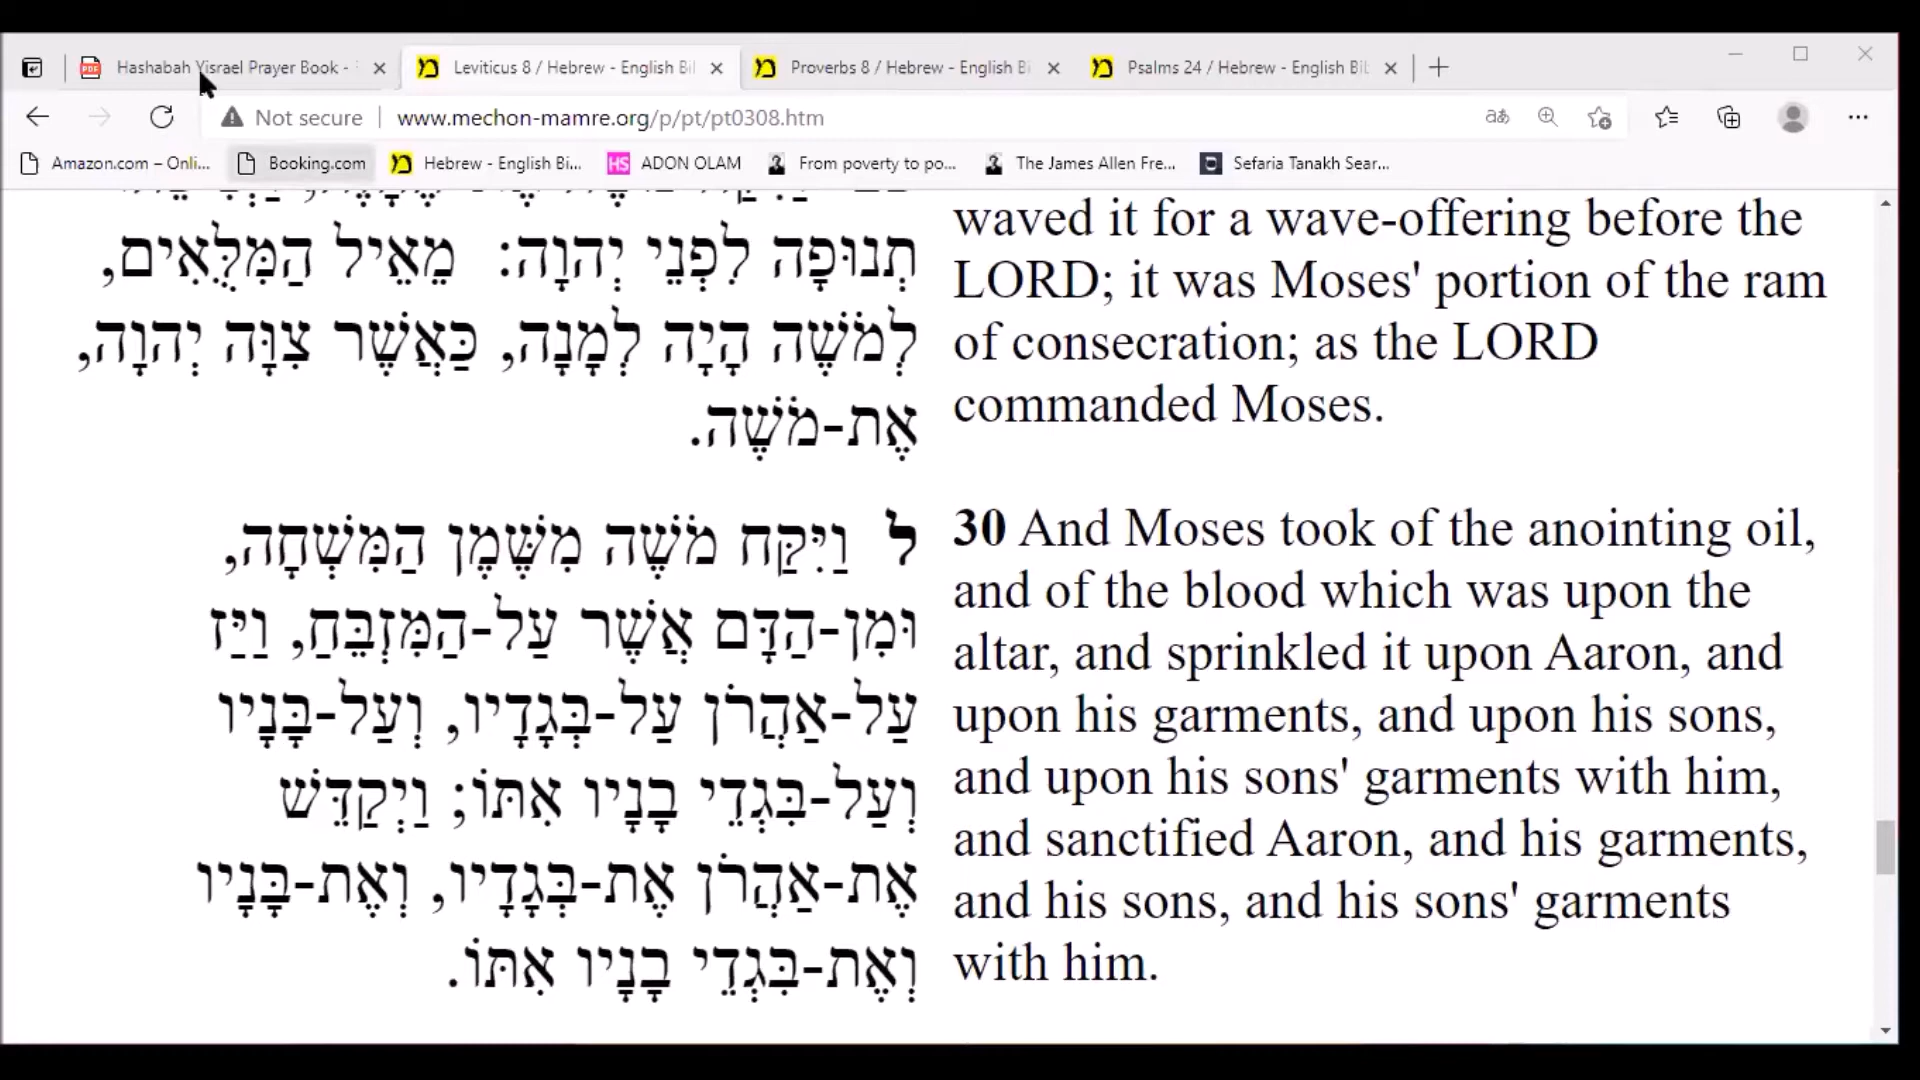 Hashabah Yisrael Prayer Book -
Leviticus 8 / Hebrew - English Bi
Proverbs 8 / Hebrew - English Bi
Psalms 24 / Hebrew - English Bib
Not secure
www.mechon-mamre.org/p/pt/pt0308.htm
Amazon.com – Onli...
Booking.com
Hebrew - English Bi...
HS ADON OLAM
From poverty to po...
The James Allen Fre...
Sefaria Tanakh Sear...
תְנוּפָה לִפְנֵי יְהוָה: מֵאֵיל הַמִּלֻּאִים,
לְמֹשֶׁה הָיָה לְמָנָה, כַּאֲשֶׁר צִוָּה יְהוָה,
אֶת-מֹשֶׁה.
ל וַיִּקַּח מֹשֶׁה מִשֶּׁמֶן הַמִּשְׁחָה,
וּמִן-הַדָּם אֲשֶׁר עַל-הַמִּזְבֵּחַ, וַיַּז
עַל-אַהֲרֹן עַל-בְּגָדָיו, וְעַל-בָּנָיו
וְעַל-בִּגְדֵי בָנָיו אִתּוֹ; וַיְקַדֵּשׁ
אֶת-אַהֲרֹן אֶת-בְּגָדָיו, וְאֶת-בָּנָיו
וְאֶת-בִּגְדֵי בָנָיו אִתּוֹ.
waved it for a wave-offering before the
LORD; it was Moses' portion of the ram
of consecration; as the LORD
commanded Moses.
30 And Moses took of the anointing oil,
and of the blood which was upon the
altar, and sprinkled it upon Aaron, and
upon his garments, and upon his sons,
and upon his sons' garments with him,
and sanctified Aaron, and his garments,
and his sons, and his sons' garments
with him.